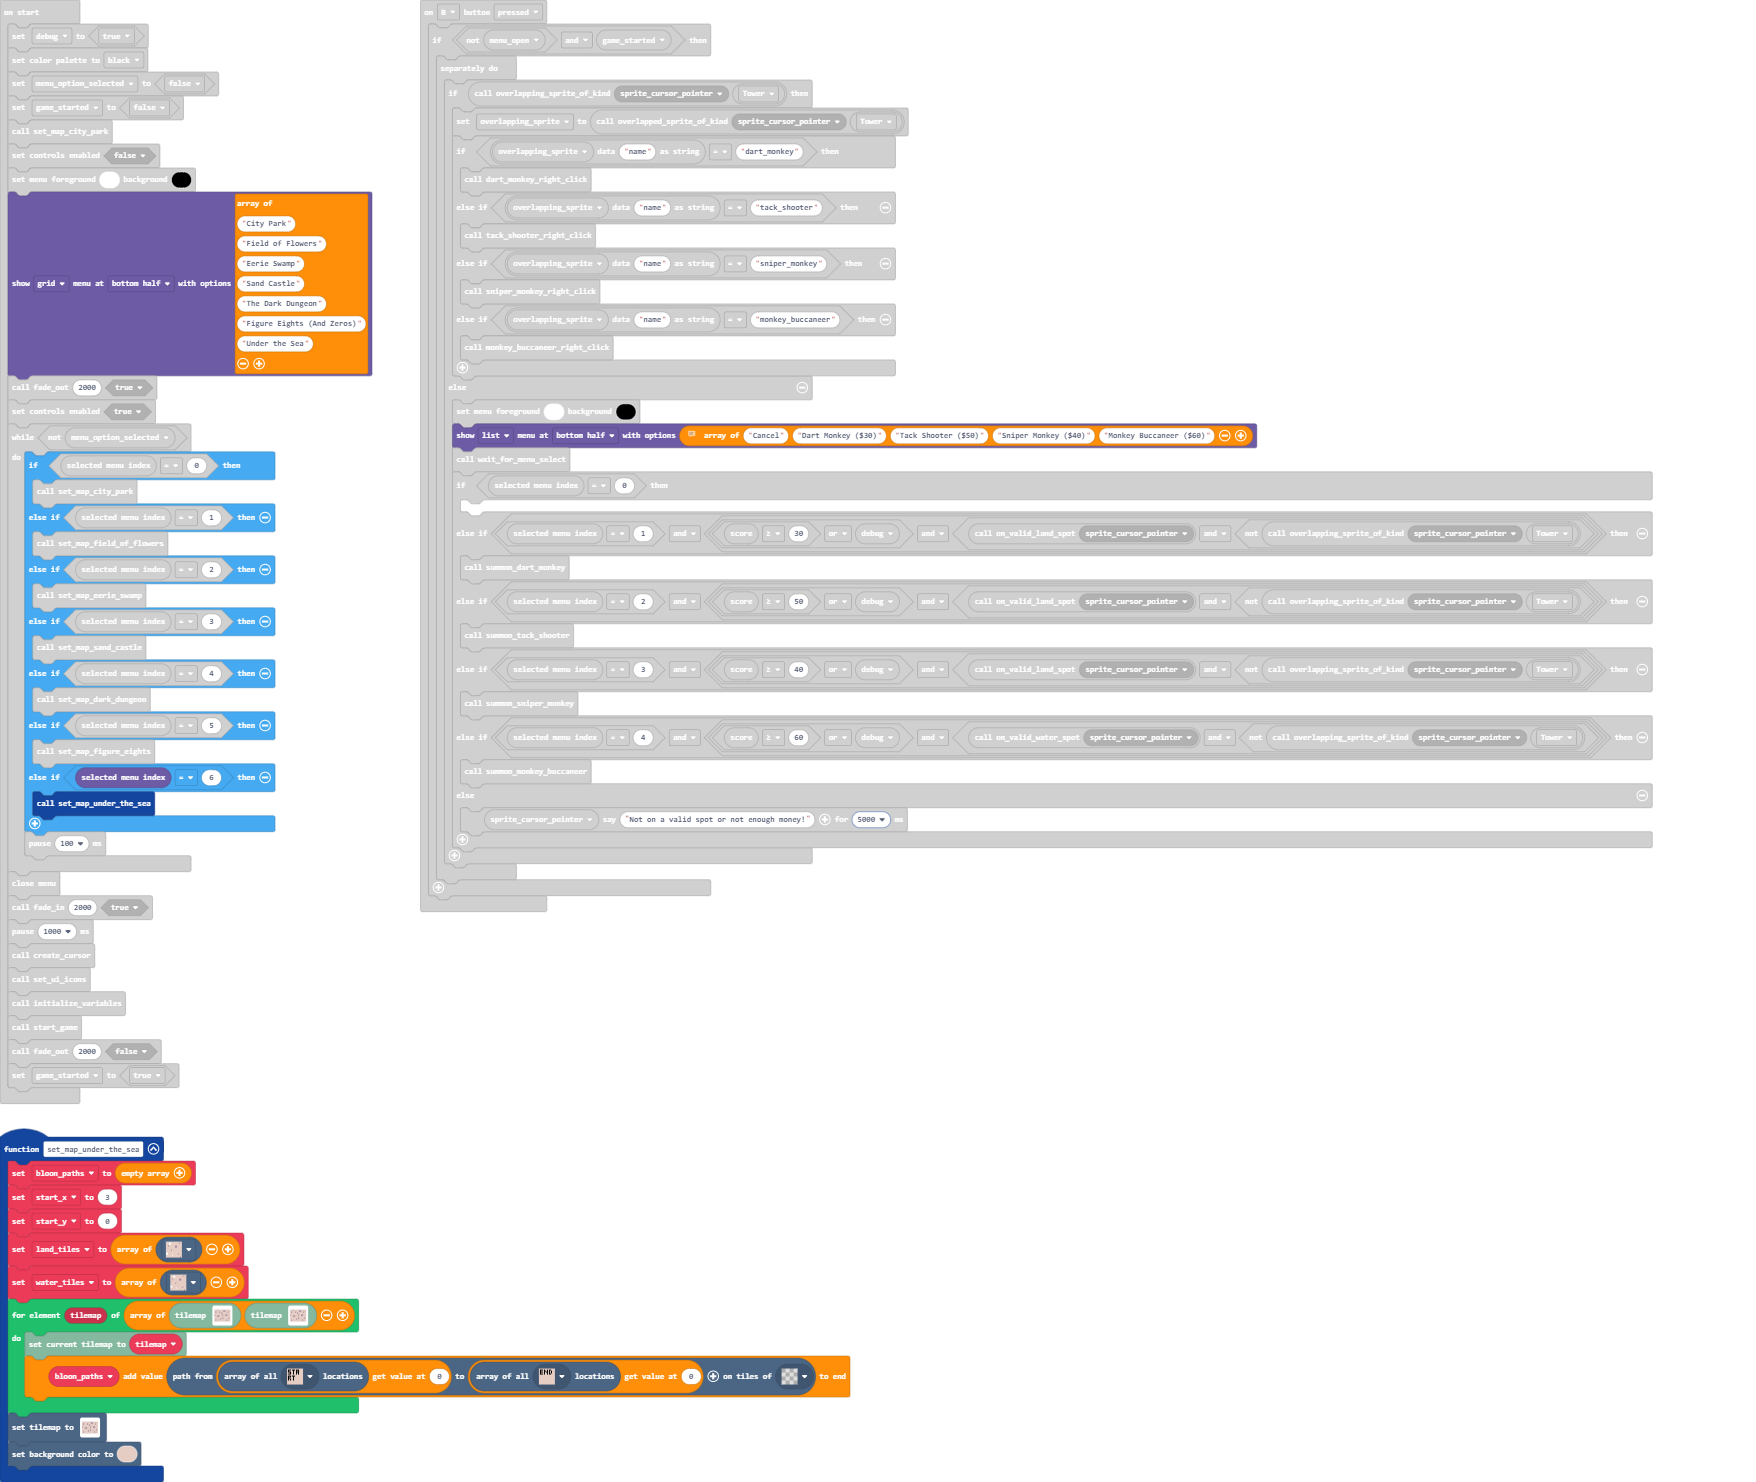 on start
set debug to true
set color palette to black
set menu_option_selected to false
set game_started to false
call set_map_city_park
set controls enabled false
set menu foreground background
show grid menu at bottom half with options
array of
"City Park"
"Field of Flowers"
"Eerie Swamp"
"Sand Castle"
"The Dark Dungeon"
"Figure Eights (And Zeros)"
"Under the Sea"
call fade_out 2000 true
set controls enabled true
while not menu_option_selected
do
if selected menu index = 0 then
call set_map_city_park
else if selected menu index = 1 then
call set_map_field_of_flowers
else if selected menu index = 2 then
call set_map_eerie_swamp
else if selected menu index = 3 then
call set_map_sand_castle
else if selected menu index = 4 then
call set_map_dark_dungeon
else if selected menu index = 5 then
call set_map_figure_eights
else if selected menu index = 6 then
call set_map_under_the_sea
pause 100 ms
close menu
call fade_in 2000 true
pause 1000 ms
call create_cursor
call set_ui_icons
call initialize_variables
call start_game
call fade_out 2000 false
set game_started to true
on B button pressed
if not menu_open and game_started then
separately do
if call overlapping_sprite_of_kind sprite_cursor_pointer Tower then
set overlapping_sprite to call overlapped_sprite_of_kind sprite_cursor_pointer Tower
if overlapping_sprite data "name" as string = "dart_monkey" then
call dart_monkey_right_click
else if overlapping_sprite data "name" as string = "tack_shooter" then
call tack_shooter_right_click
else if overlapping_sprite data "name" as string = "sniper_monkey" then
call sniper_monkey_right_click
else if overlapping_sprite data "name" as string = "monkey_buccaneer" then
call monkey_buccaneer_right_click
else
set menu foreground background
show list menu at bottom half with options array of "Cancel" "Dart Monkey ($30)" "Tack Shooter ($50)" "Sniper Monkey ($40)" "Monkey Buccaneer ($60)"
call wait_for_menu_select
if selected menu index = 0 then
else if selected menu index = 1 and score ≥ 30 or debug and call on_valid_land_spot sprite_cursor_pointer and not call overlapping_sprite_of_kind sprite_cursor_pointer Tower then
call summon_dart_monkey
else if selected menu index = 2 and score ≥ 50 or debug and call on_valid_land_spot sprite_cursor_pointer and not call overlapping_sprite_of_kind sprite_cursor_pointer Tower then
call summon_tack_shooter
else if selected menu index = 3 and score ≥ 40 or debug and call on_valid_land_spot sprite_cursor_pointer and not call overlapping_sprite_of_kind sprite_cursor_pointer Tower then
call summon_sniper_monkey
else if selected menu index = 4 and score ≥ 60 or debug and call on_valid_water_spot sprite_cursor_pointer and not call overlapping_sprite_of_kind sprite_cursor_pointer Tower then
call summon_monkey_buccaneer
else
sprite_cursor_pointer say "Not on a valid spot or not enough money!" for 5000 ms
function set_map_under_the_sea
set bloon_paths to empty array
set start_x to 3
set start_y to 0
set land_tiles to array of
set water_tiles to array of
for element tilemap of array of tilemap tilemap
do
set current tilemap to tilemap
bloon_paths add value path from array of all START locations get value at 0 to array of all END locations get value at 0 on tiles of to end
set tilemap to
set background color to